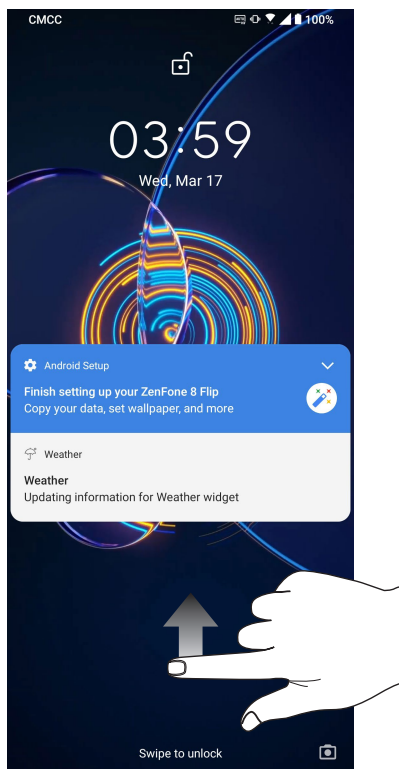 CMCC 100%
03:59
Wed, Mar 17
Android Setup
Finish setting up your ZenFone 8 Flip
Copy your data, set wallpaper, and more
Weather
Weather
Updating information for Weather widget
Swipe to unlock